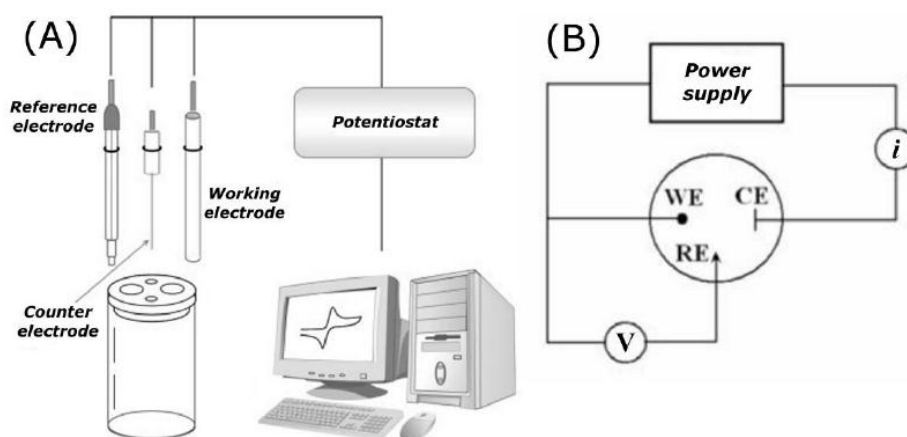 (A)
Reference
electrode
Potentiostat
Working
electrode
Counter
electrode
(B)
Power
supply
i
WE CE
RE
V